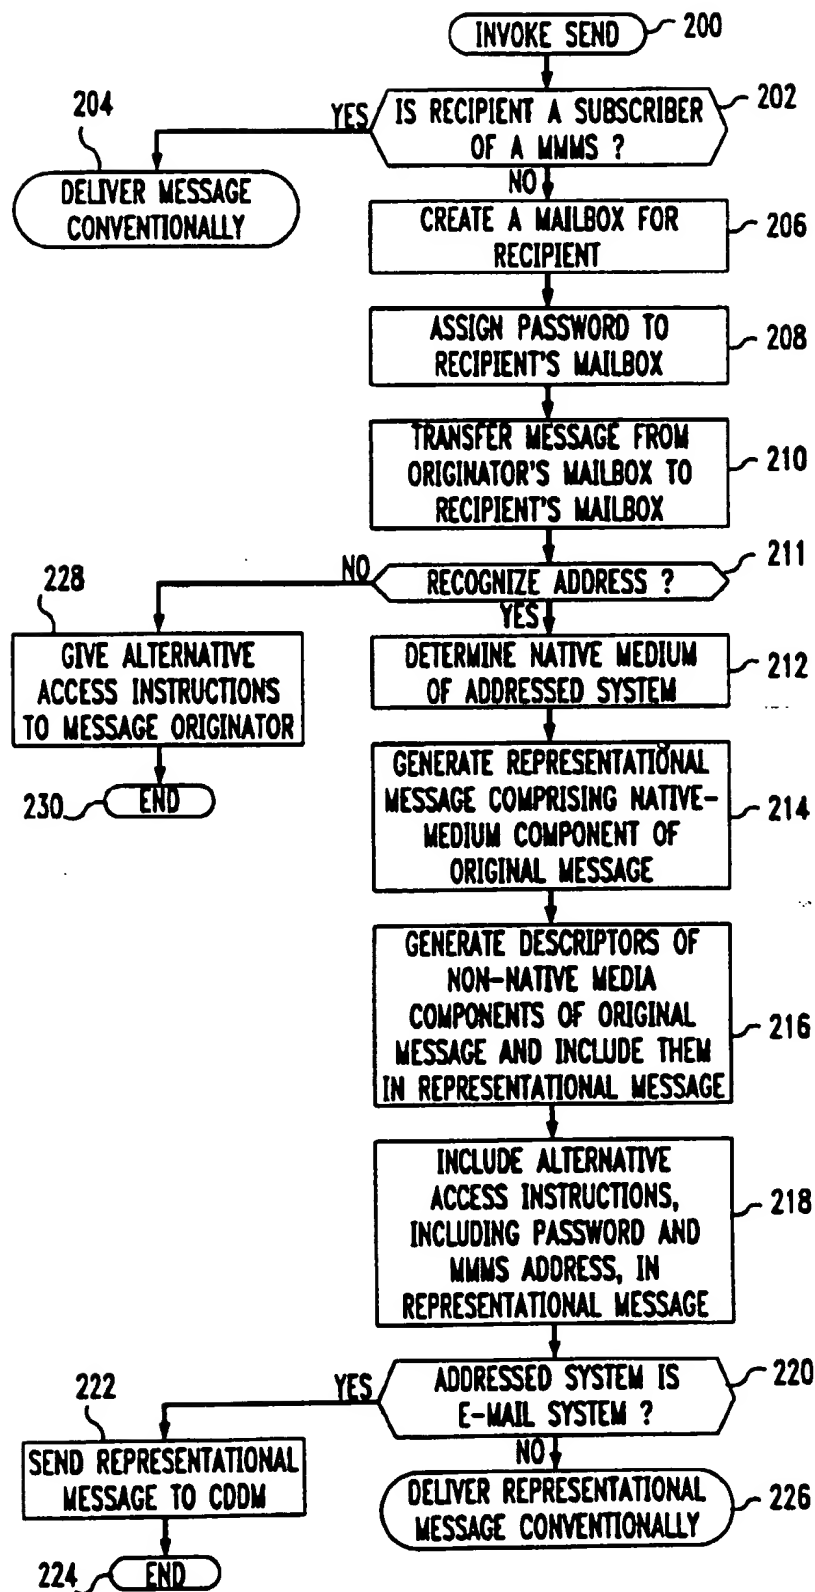 INVOKE SEND
200
204
YES
IS RECIPIENT A SUBSCRIBER
OF A MMMS ?
202
DELIVER MESSAGE
CONVENTIONALLY
NO
CREATE A MAILBOX FOR
RECIPIENT
206
ASSIGN PASSWORD TO
RECIPIENT'S MAILBOX
208
TRANSFER MESSAGE FROM
ORIGINATOR'S MAILBOX TO
RECIPIENT'S MAILBOX
210
228
NO
RECOGNIZE ADDRESS ?
211
YES
GIVE ALTERNATIVE
ACCESS INSTRUCTIONS
TO MESSAGE ORIGINATOR
DETERMINE NATIVE MEDIUM
OF ADDRESSED SYSTEM
212
230
END
GENERATE REPRESENTATIONAL
MESSAGE COMPRISING NATIVE-
MEDIUM COMPONENT OF
ORIGINAL MESSAGE
214
GENERATE DESCRIPTORS OF
NON-NATIVE MEDIA
COMPONENTS OF ORIGINAL
MESSAGE AND INCLUDE THEM
IN REPRESENTATIONAL MESSAGE
216
INCLUDE ALTERNATIVE
ACCESS INSTRUCTIONS,
INCLUDING PASSWORD AND
MMMS ADDRESS, IN
REPRESENTATIONAL MESSAGE
218
222
YES
ADDRESSED SYSTEM IS
E-MAIL SYSTEM ?
220
NO
SEND REPRESENTATIONAL
MESSAGE TO CDDM
DELIVER REPRESENTATIONAL
MESSAGE CONVENTIONALLY
226
224
END